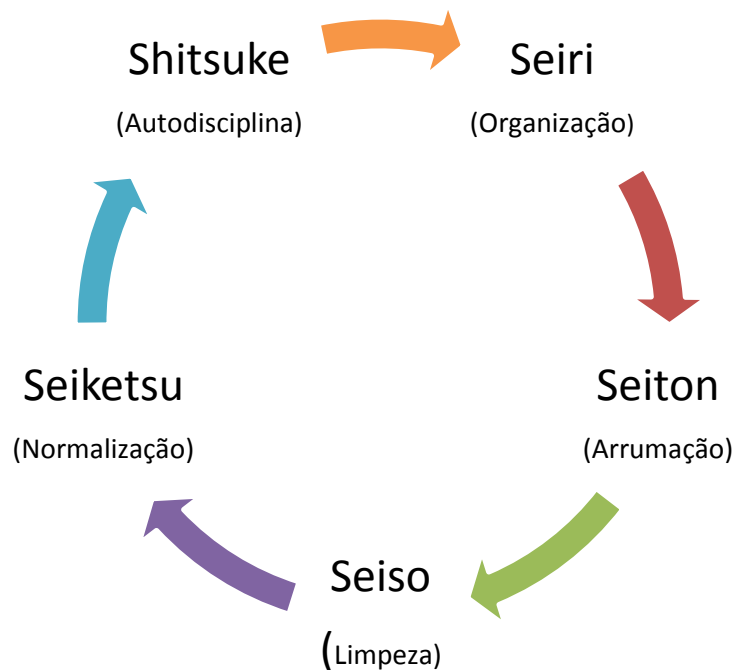 Shitsuke
(Autodisciplina)
Seiri
(Organização)
Seiton
(Arrumação)
Seiso
(Limpeza)
Seiketsu
(Normalização)